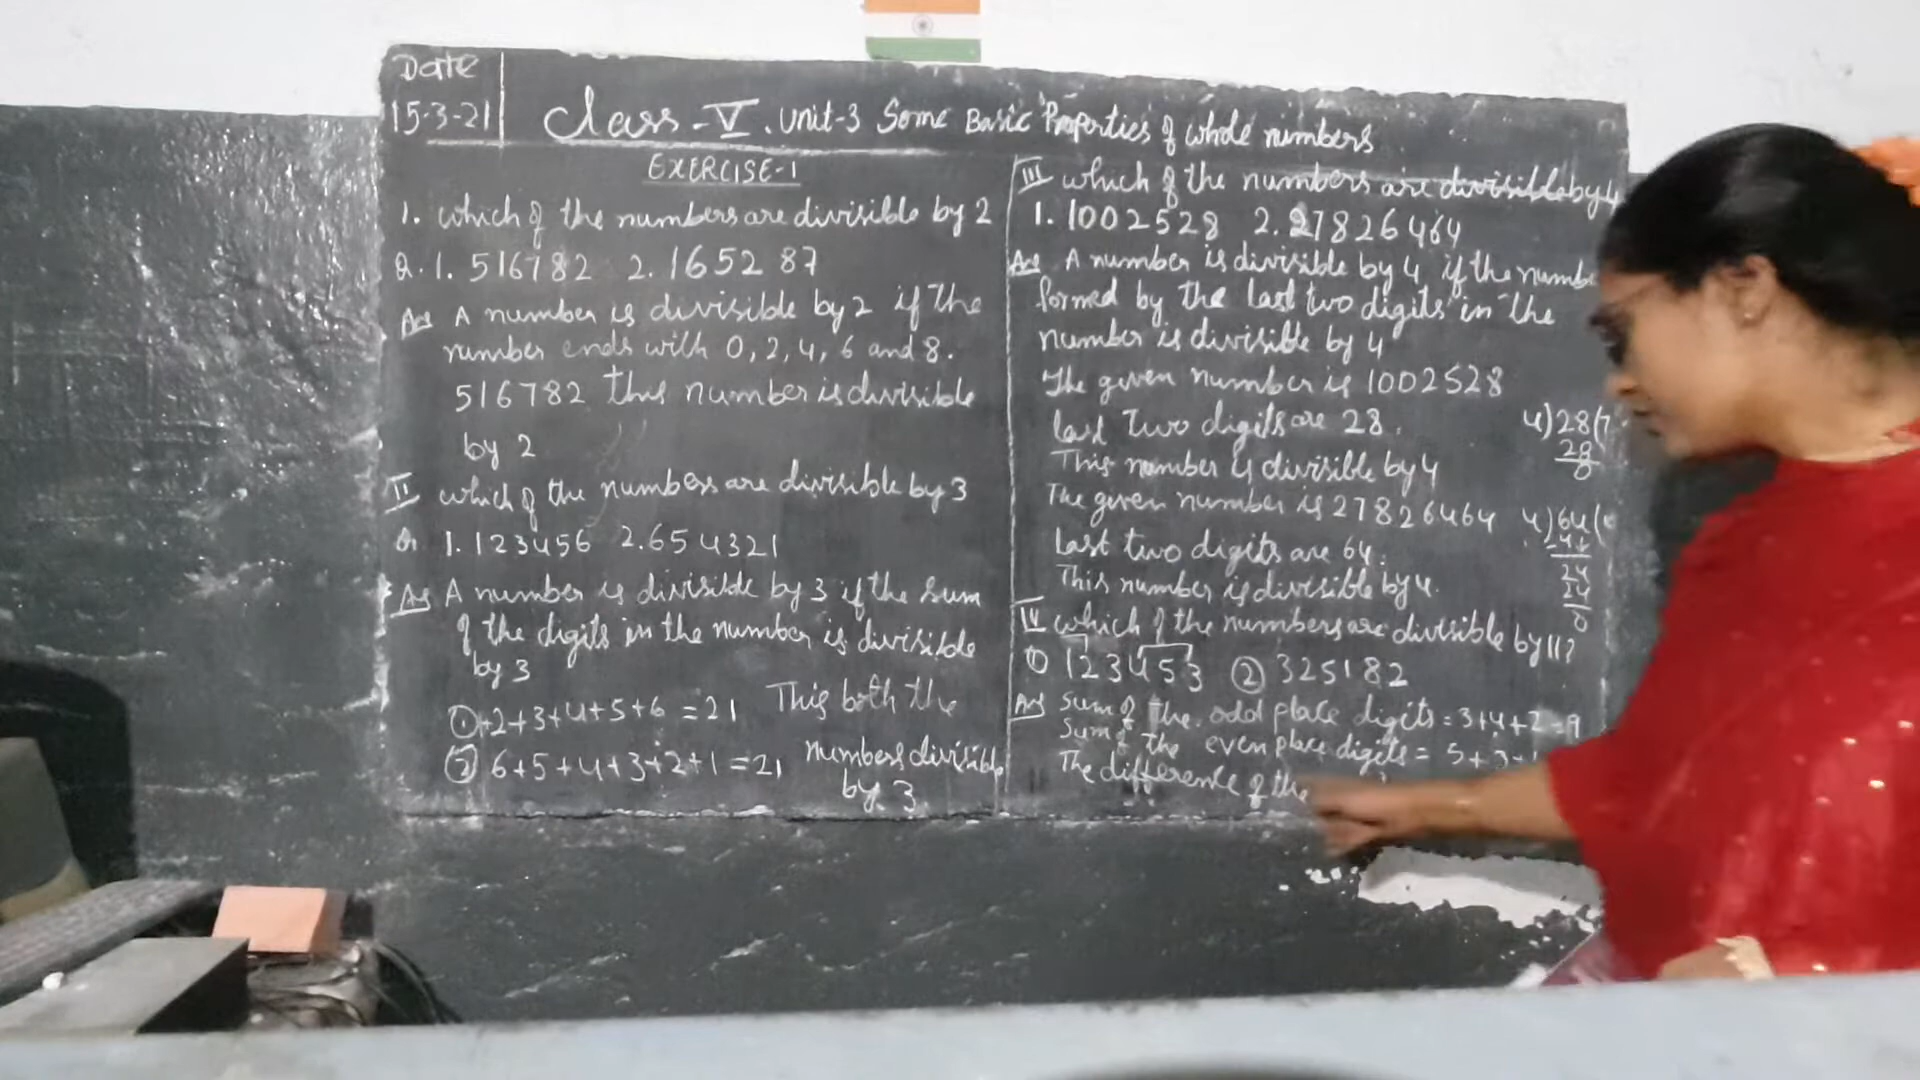 Date
15-3-21
Class-V. Unit-3 Some Basic Properties of whole numbers
EXERCISE-1
1. which of the numbers are divisible by 2
Q. 1. 516782 2. 165287
Ans A number is divisible by 2 if the
number ends with 0, 2, 4, 6 and 8.
516782 this number is divisible
by 2
II which of the numbers are divisible by 3
Q 1. 123456 2. 654321
Ans A number is divisible by 3 if the sum
of the digits in the number is divisible
by 3
① +2+3+4+5+6 = 21 This both the
② 6+5+4+3+2+1 = 21 numbers divisible
by 3
III which of the numbers are divisible by 4
1. 1002528 2. 27826464
Ans A number is divisible by 4 if the numbe
formed by the last two digits in the
number is divisible by 4
The given number is 1002528
last Two digits are 28.
This number is divisible by 4
4)28(7
28
0
The given number is 27826464
Last two digits are 64.
This number is divisible by 4.
4)64(
-4↓
24
24
0
IV which of the numbers are divisible by 11?
① 123453 ② 325182
Ans Sum of the odd place digits = 3+4+2=9
Sum of the even place digits = 5+3+1
The difference of the